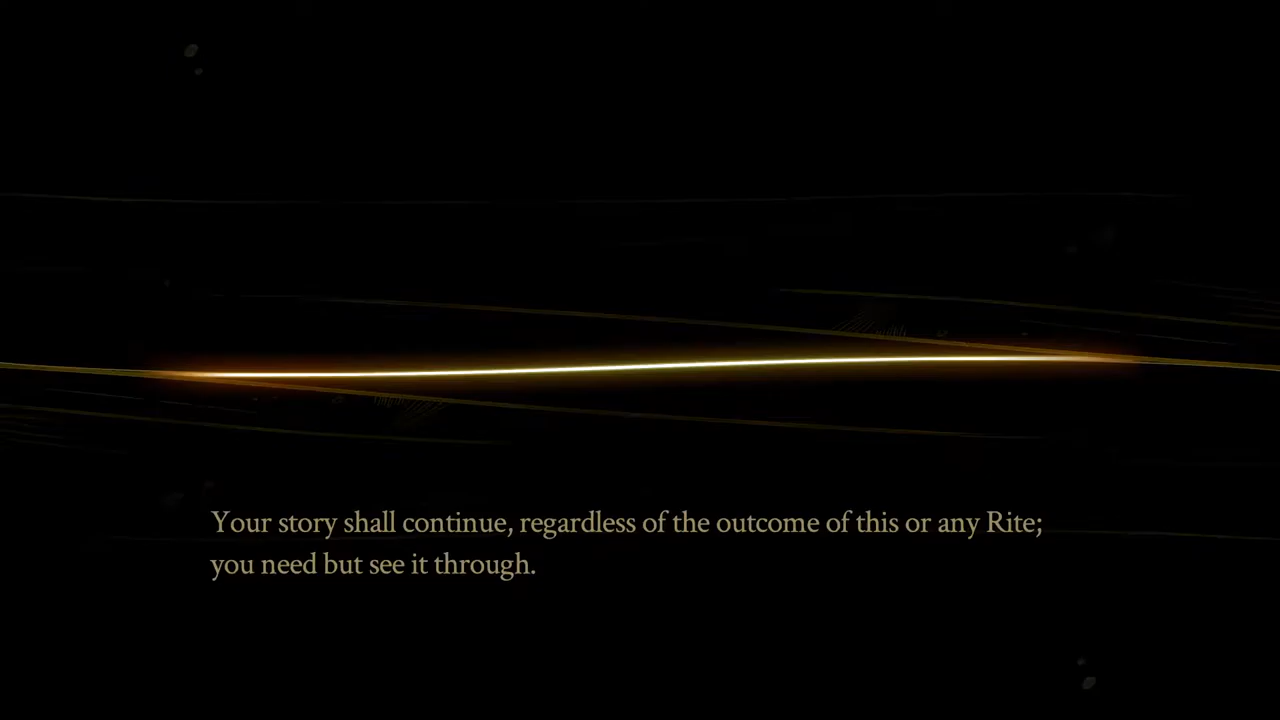 Your story shall continue, regardless of the outcome of this or any Rite;
you need but see it through.